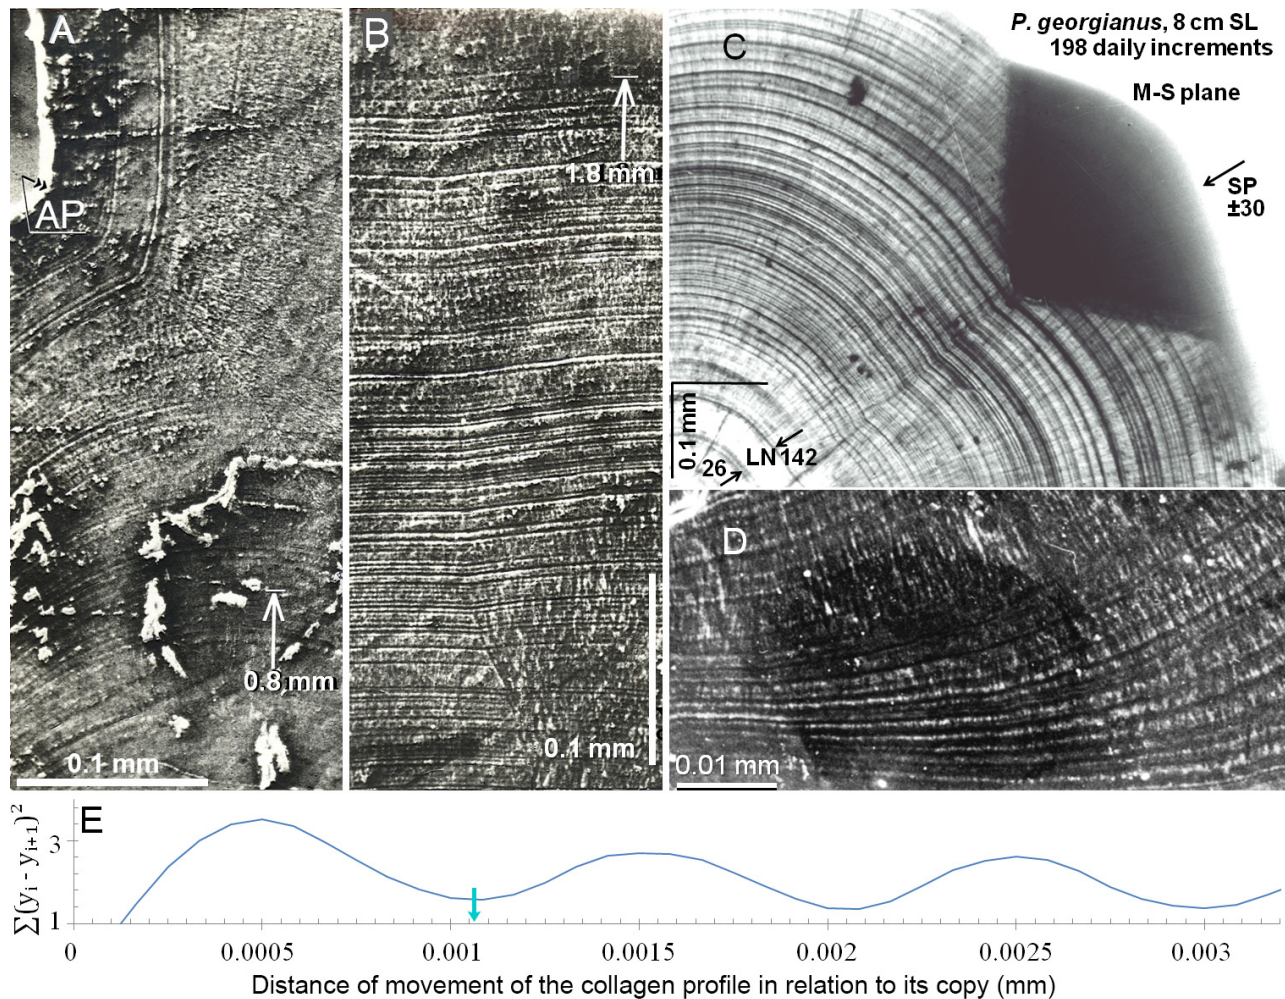 A
AP
0.8 mm
0.1 mm
B
1.8 mm
0.1 mm
C
P. georgianus, 8 cm SL
198 daily increments
M-S plane
SP
±30
0.1 mm
LN142
26
D
0.01 mm
E
∑(yᵢ - yᵢ₊₁)²
3
1
0 0.0005 0.001 0.0015 0.002 0.0025 0.003
Distance of movement of the collagen profile in relation to its copy (mm)